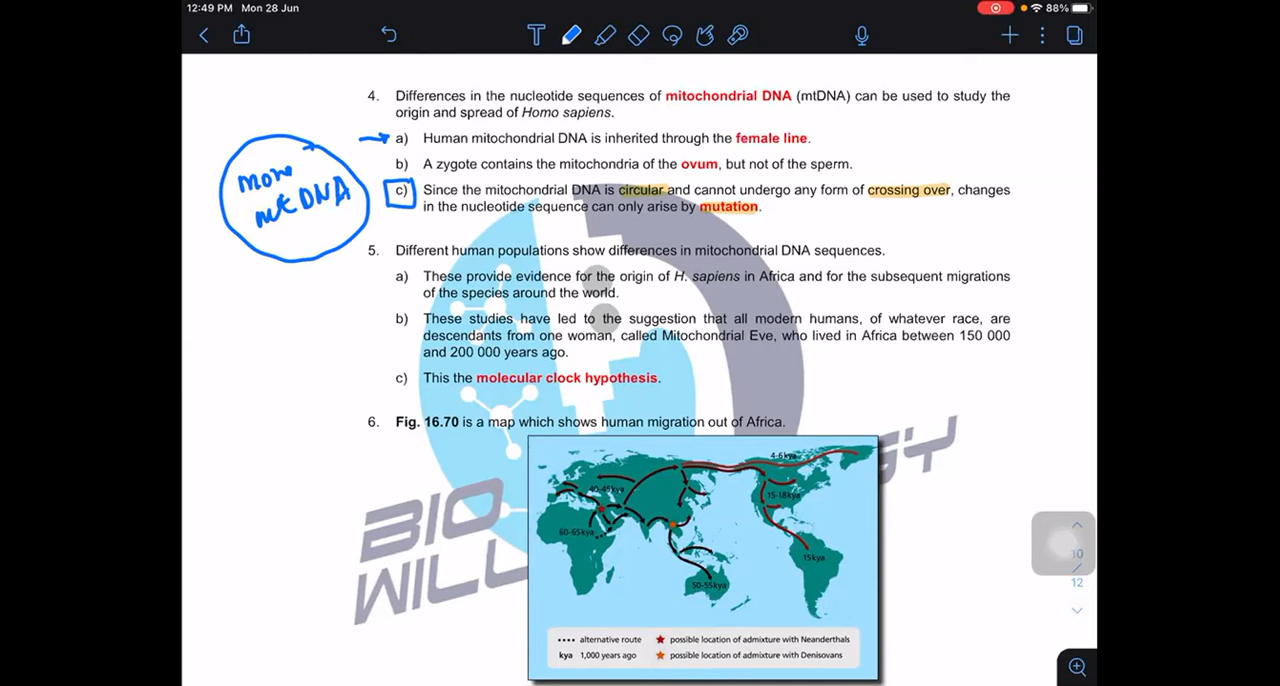 12:49 PM Mon 28 Jun
88%
4. Differences in the nucleotide sequences of mitochondrial DNA (mtDNA) can be used to study the
origin and spread of Homo sapiens.
a) Human mitochondrial DNA is inherited through the female line.
b) A zygote contains the mitochondria of the ovum, but not of the sperm.
more
mt DNA
c) Since the mitochondrial DNA is circular and cannot undergo any form of crossing over, changes
in the nucleotide sequence can only arise by mutation.
5. Different human populations show differences in mitochondrial DNA sequences.
a) These provide evidence for the origin of H. sapiens in Africa and for the subsequent migrations
of the species around the world.
b) These studies have led to the suggestion that all modern humans, of whatever race, are
descendants from one woman, called Mitochondrial Eve, who lived in Africa between 150 000
and 200 000 years ago.
c) This the molecular clock hypothesis.
6. Fig. 16.70 is a map which shows human migration out of Africa.
4-6kya
40-45kya
15-18kya
60-65kya
15kya
50-55kya
.... alternative route
possible location of admixture with Neanderthals
kya 1,000 years ago
possible location of admixture with Denisovans
BIO
WILL
GY
10
/
12